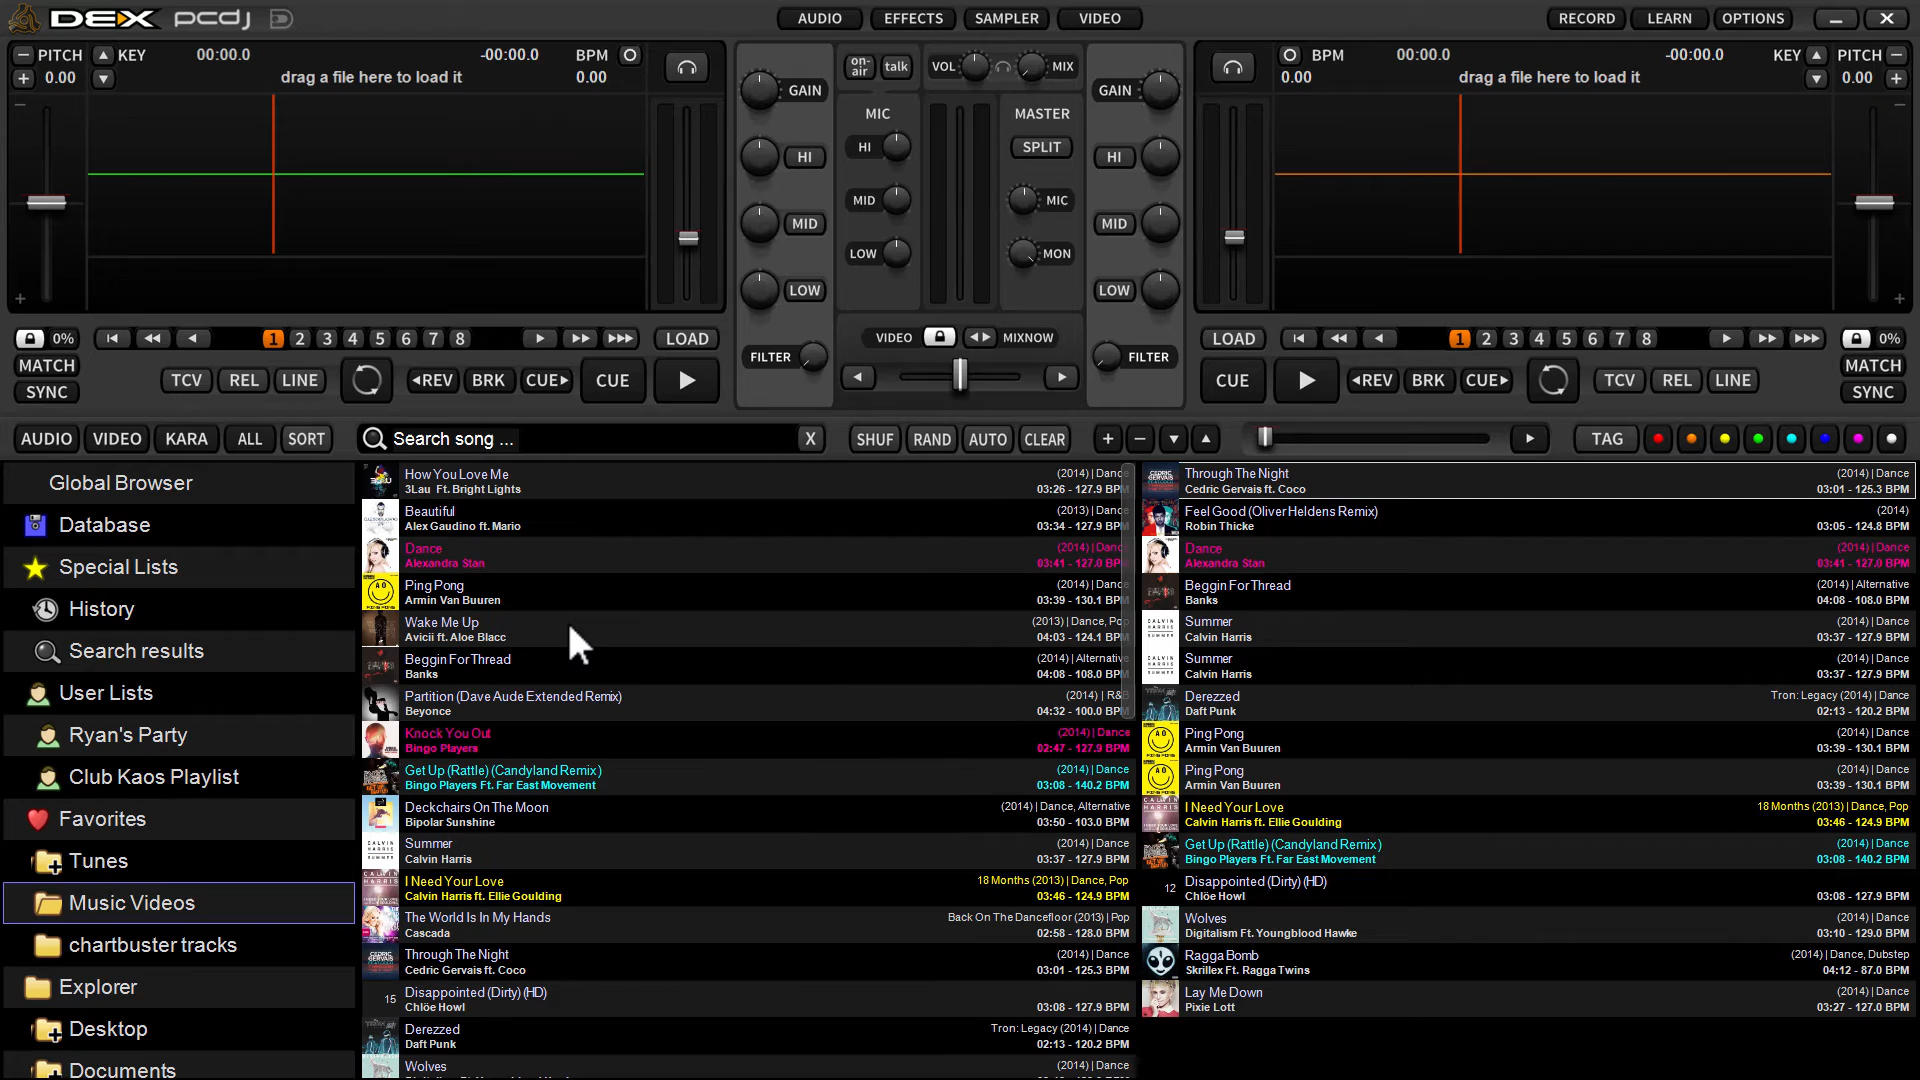 DEX pcdj
AUDIO EFFECTS SAMPLER VIDEO
RECORD LEARN OPTIONS
PITCH KEY 00:00.0 -00:00.0 BPM
0.00 drag a file here to load it 0.00
on-air talk VOL MIX
BPM 00:00.0 -00:00.0 KEY PITCH
0.00 drag a file here to load it 0.00
GAIN HI MID LOW FILTER
MIC HI MID LOW
MASTER SPLIT MIC MON
GAIN HI MID LOW FILTER
0% 1 2 3 4 5 6 7 8 LOAD
MATCH
SYNC TCV REL LINE REV BRK CUE CUE
VIDEO MIXNOW
LOAD 1 2 3 4 5 6 7 8 0%
MATCH
CUE REV BRK CUE TCV REL LINE SYNC
AUDIO VIDEO KARA ALL SORT
Search song ... X
SHUF RAND AUTO CLEAR
TAG
Global Browser
Database
Special Lists
History
Search results
User Lists
Ryan's Party
Club Kaos Playlist
Favorites
Tunes
Music Videos
chartbuster tracks
Explorer
Desktop
Documents
How You Love Me (2014) | Dance
3Lau Ft. Bright Lights 03:26 - 127.9 BPM
Beautiful (2013) | Dance
Alex Gaudino ft. Mario 03:34 - 127.9 BPM
Dance (2014) | Dance
Alexandra Stan 03:41 - 127.0 BPM
Ping Pong (2014) | Dance
Armin Van Buuren 03:39 - 130.1 BPM
Wake Me Up (2013) | Dance, Pop
Avicii ft. Aloe Blacc 04:03 - 124.1 BPM
Beggin For Thread (2014) | Alternative
Banks 04:08 - 108.0 BPM
Partition (Dave Aude Extended Remix) (2014) | R&B
Beyonce 04:32 - 100.0 BPM
Knock You Out (2014) | Dance
Bingo Players 02:47 - 127.9 BPM
Get Up (Rattle) (Candyland Remix) (2014) | Dance
Bingo Players Ft. Far East Movement 03:08 - 140.2 BPM
Deckchairs On The Moon (2014) | Dance, Alternative
Bipolar Sunshine 03:50 - 103.0 BPM
Summer (2014) | Dance
Calvin Harris 03:37 - 127.9 BPM
I Need Your Love 18 Months (2013) | Dance, Pop
Calvin Harris ft. Ellie Goulding 03:46 - 124.9 BPM
The World Is In My Hands Back On The Dancefloor (2013) | Pop
Cascada 02:58 - 128.0 BPM
Through The Night (2014) | Dance
Cedric Gervais ft. Coco 03:01 - 125.3 BPM
15 Disappointed (Dirty) (HD)
Chlöe Howl 03:08 - 127.9 BPM
Derezzed Tron: Legacy (2014) | Dance
Daft Punk 02:13 - 120.2 BPM
Wolves (2014) | Dance
Through The Night (2014) | Dance
Cedric Gervais ft. Coco 03:01 - 125.3 BPM
Feel Good (Oliver Heldens Remix) (2014)
Robin Thicke 03:05 - 124.8 BPM
Dance (2014) | Dance
Alexandra Stan 03:41 - 127.0 BPM
Beggin For Thread (2014) | Alternative
Banks 04:08 - 108.0 BPM
Summer (2014) | Dance
Calvin Harris 03:37 - 127.9 BPM
Summer (2014) | Dance
Calvin Harris 03:37 - 127.9 BPM
Derezzed Tron: Legacy (2014) | Dance
Daft Punk 02:13 - 120.2 BPM
Ping Pong (2014) | Dance
Armin Van Buuren 03:39 - 130.1 BPM
Ping Pong (2014) | Dance
Armin Van Buuren 03:39 - 130.1 BPM
I Need Your Love 18 Months (2013) | Dance, Pop
Calvin Harris ft. Ellie Goulding 03:46 - 124.9 BPM
Get Up (Rattle) (Candyland Remix) (2014) | Dance
Bingo Players Ft. Far East Movement 03:08 - 140.2 BPM
12 Disappointed (Dirty) (HD)
Chlöe Howl 03:08 - 127.9 BPM
Wolves (2014) | Dance
Digitalism Ft. Youngblood Hawke 03:10 - 129.0 BPM
Ragga Bomb (2014) | Dance, Dubstep
Skrillex Ft. Ragga Twins 04:12 - 87.0 BPM
Lay Me Down (2014) | Dance
Pixie Lott 03:27 - 127.0 BPM